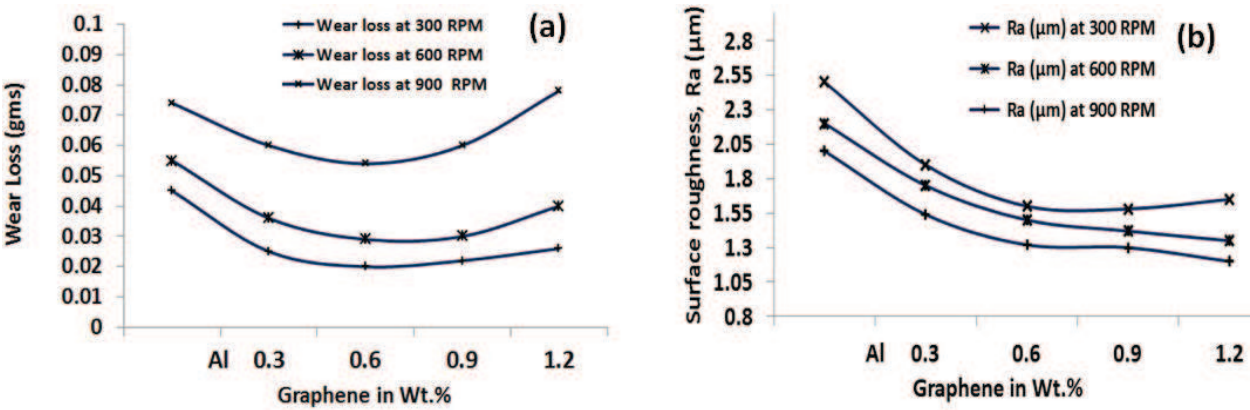 (a)
Wear loss at 300 RPM
Wear loss at 600 RPM
Wear loss at 900 RPM
Wear Loss (gms)
0.1
0.09
0.08
0.07
0.06
0.05
0.04
0.03
0.02
0.01
0
Al 0.3 0.6 0.9 1.2
Graphene in Wt.%
(b)
Ra (μm) at 300 RPM
Ra (μm) at 600 RPM
Ra (μm) at 900 RPM
Surface roughness, Ra (μm)
2.8
2.55
2.3
2.05
1.8
1.55
1.3
1.05
0.8
Al 0.3 0.6 0.9 1.2
Graphene in Wt.%